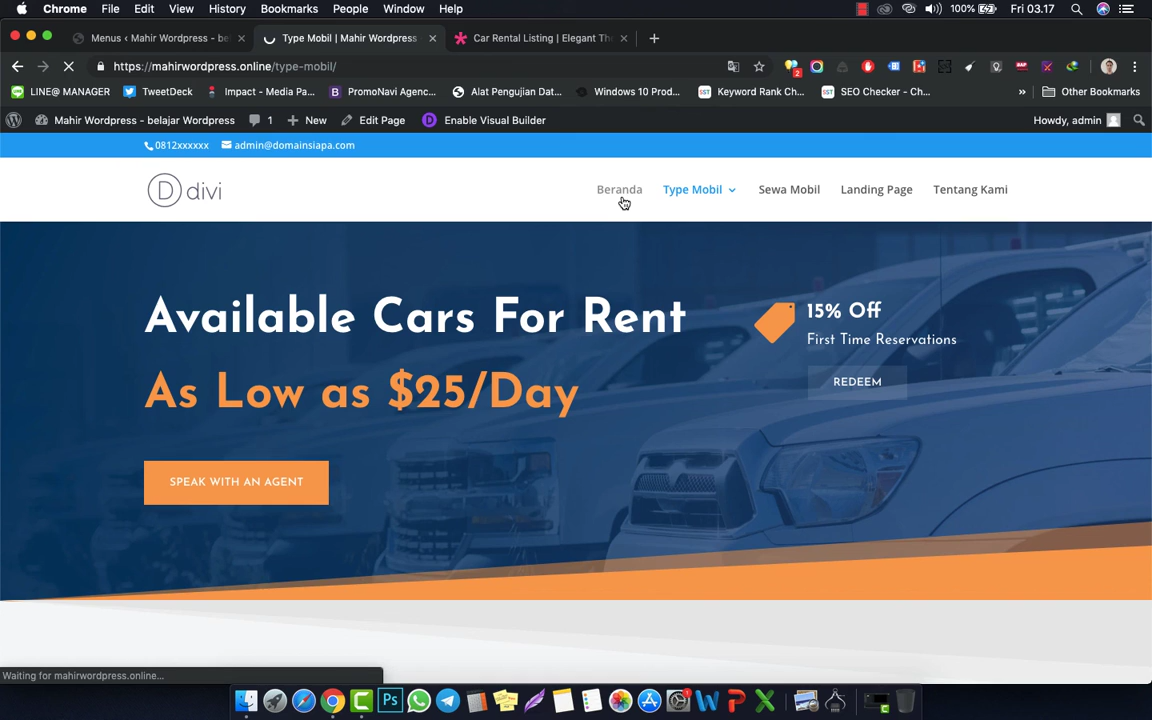 Chrome File Edit View History Bookmarks People Window Help 100% Fri 03.17
Menus ‹ Mahir Wordpress - be
Type Mobil | Mahir Wordpress
Car Rental Listing | Elegant Th
https://mahirwordpress.online/type-mobil/
LINE@ MANAGER TweetDeck Impact - Media Pa... PromoNavi Agenc... Alat Pengujian Dat... Windows 10 Prod... Keyword Rank Ch... SEO Checker - Ch... » Other Bookmarks
Mahir Wordpress - belajar Wordpress 1 New Edit Page Enable Visual Builder Howdy, admin
0812xxxxxx admin@domainsiapa.com
D divi Beranda Type Mobil Sewa Mobil Landing Page Tentang Kami
Available Cars For Rent
As Low as $25/Day
SPEAK WITH AN AGENT
15% Off
First Time Reservations
REDEEM
Waiting for mahirwordpress.online...